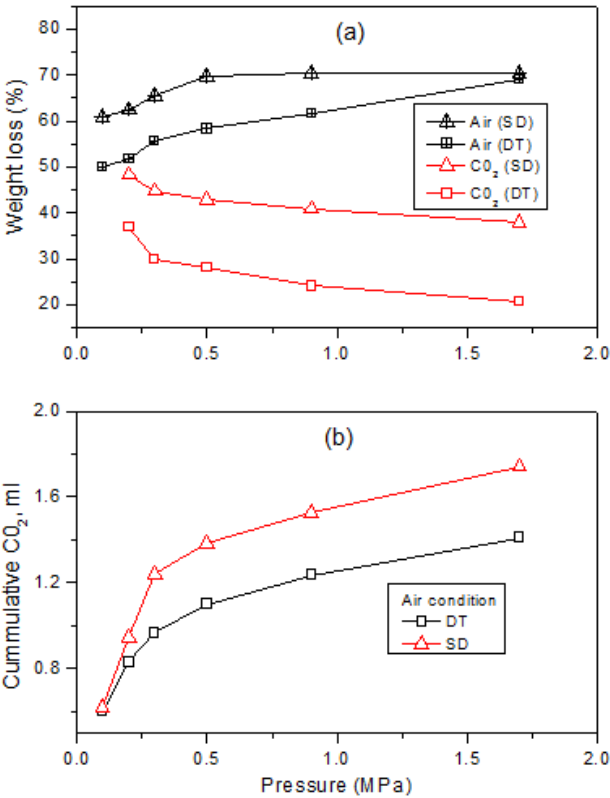 (a)
80
70
60
50
40
30
20
Weight loss (%)
Air (SD)
Air (DT)
C0₂ (SD)
C0₂ (DT)
0.0 0.5 1.0 1.5 2.0
(b)
2.0
1.6
1.2
0.8
Cummulative C0₂, ml
Air condition
DT
SD
0.0 0.5 1.0 1.5 2.0
Pressure (MPa)